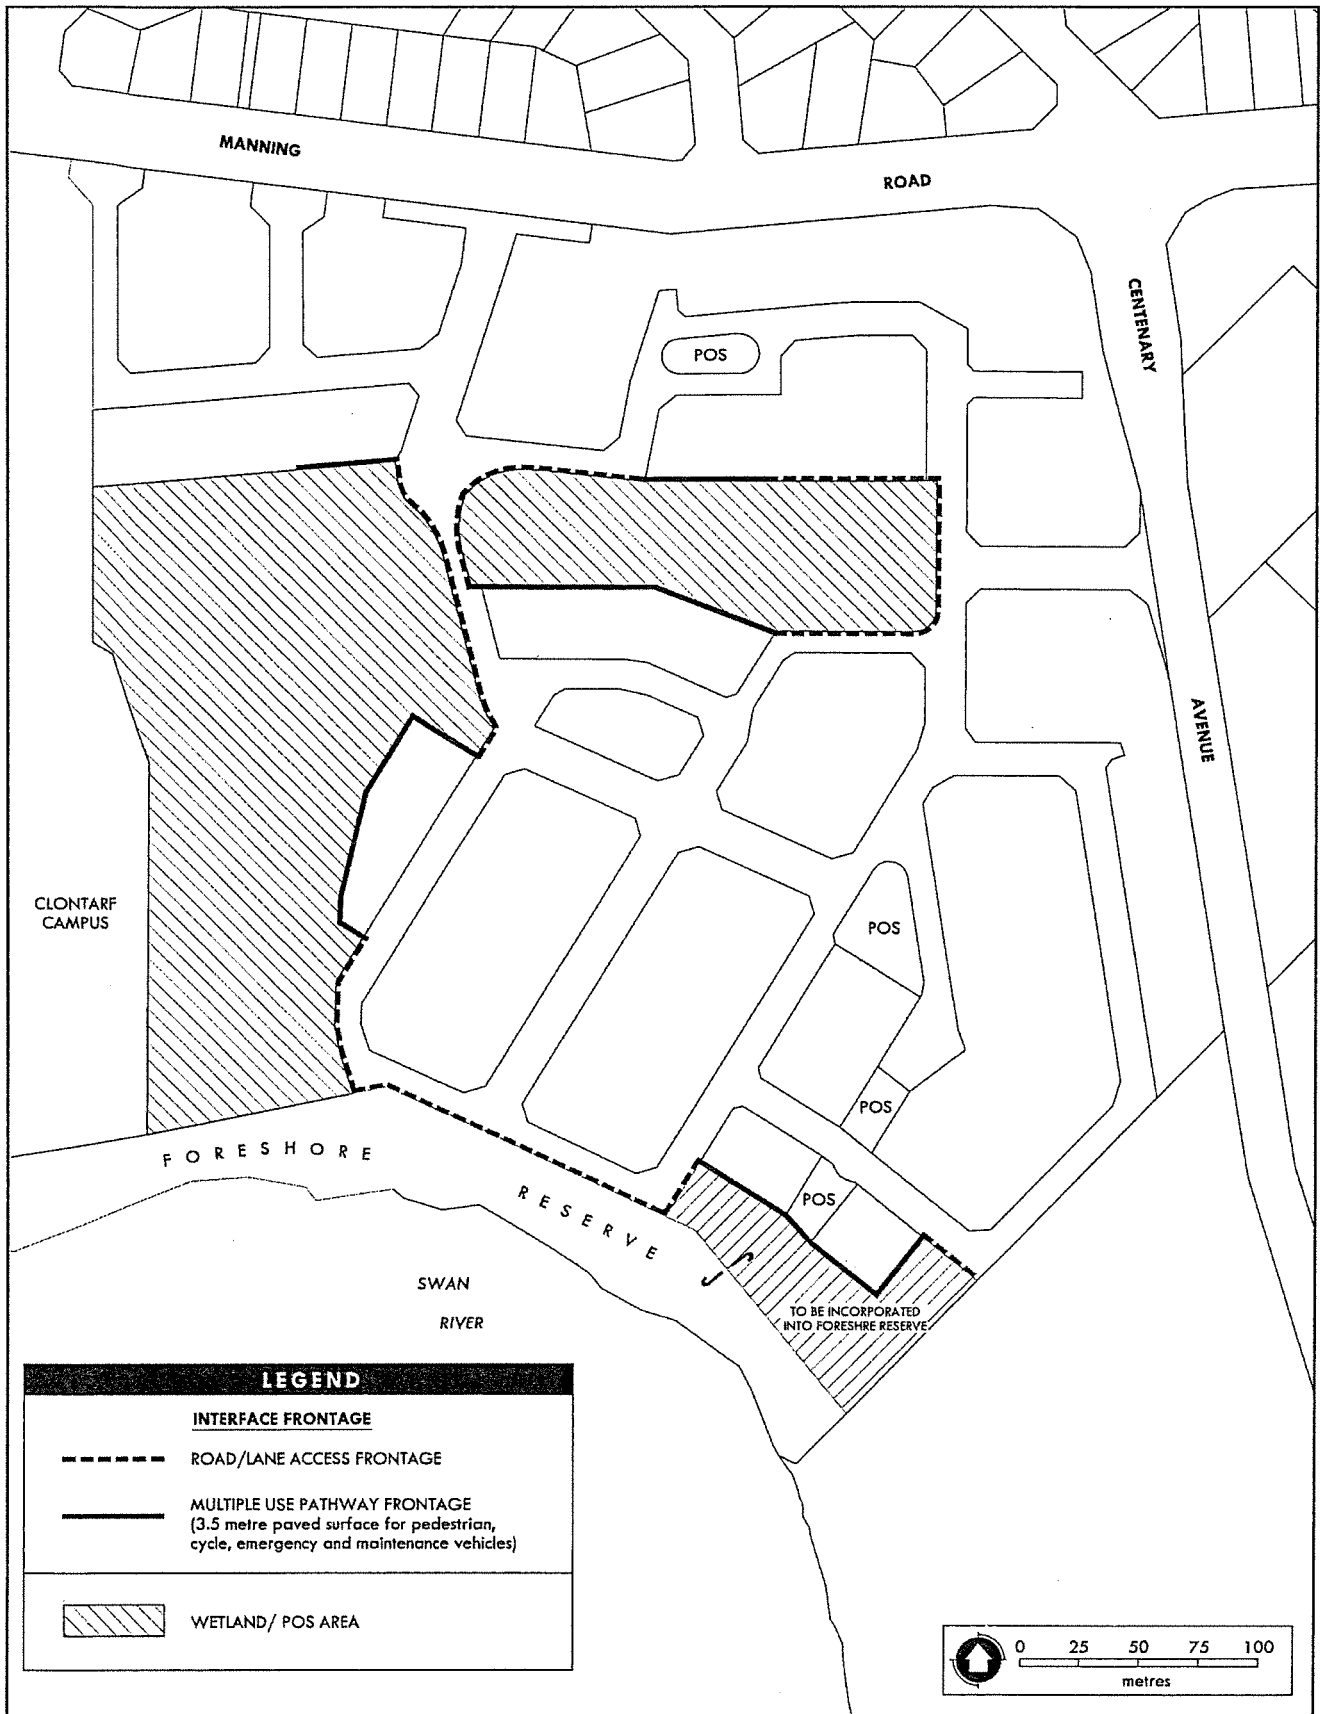 MANNING
ROAD
CENTENARY
POS
AVENUE
CLONTARF
CAMPUS
POS
POS
POS
FORESHORE
RESERVE
SWAN
RIVER
TO BE INCORPORATED
INTO FORESHRE RESERVE
LEGEND
INTERFACE FRONTAGE
ROAD/LANE ACCESS FRONTAGE
MULTIPLE USE PATHWAY FRONTAGE
(3.5 metre paved surface for pedestrian,
cycle, emergency and maintenance vehicles)
WETLAND/ POS AREA
0 25 50 75 100
metres